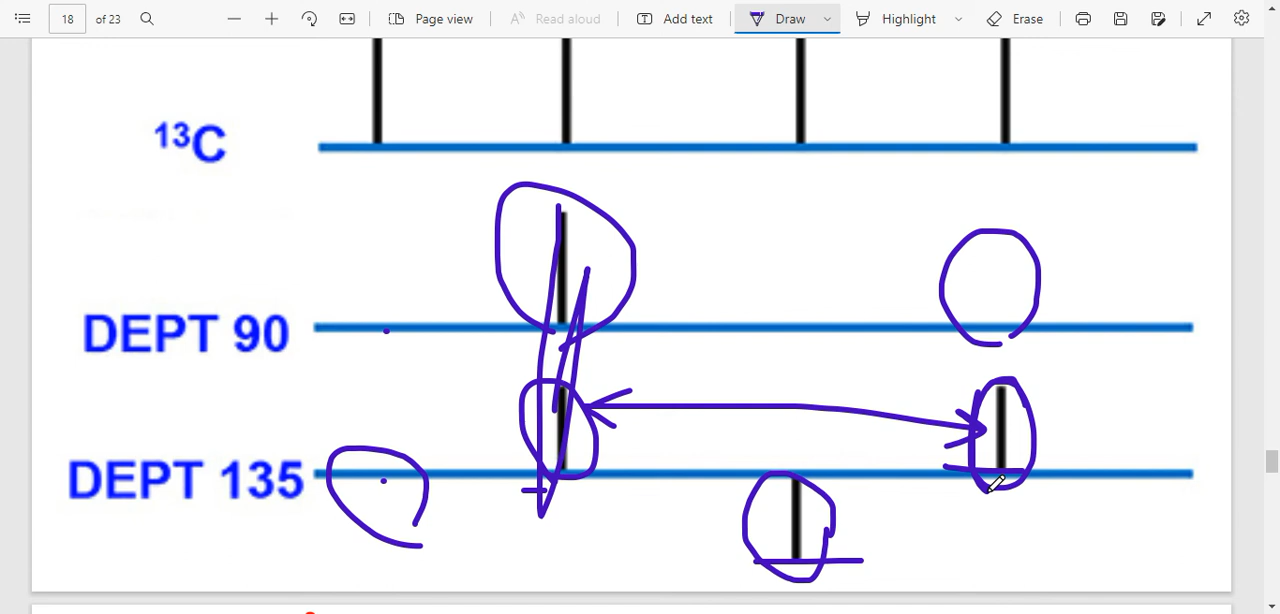 18 of 23 Page view Read aloud Add text Draw Highlight Erase
13C
DEPT 90
DEPT 135